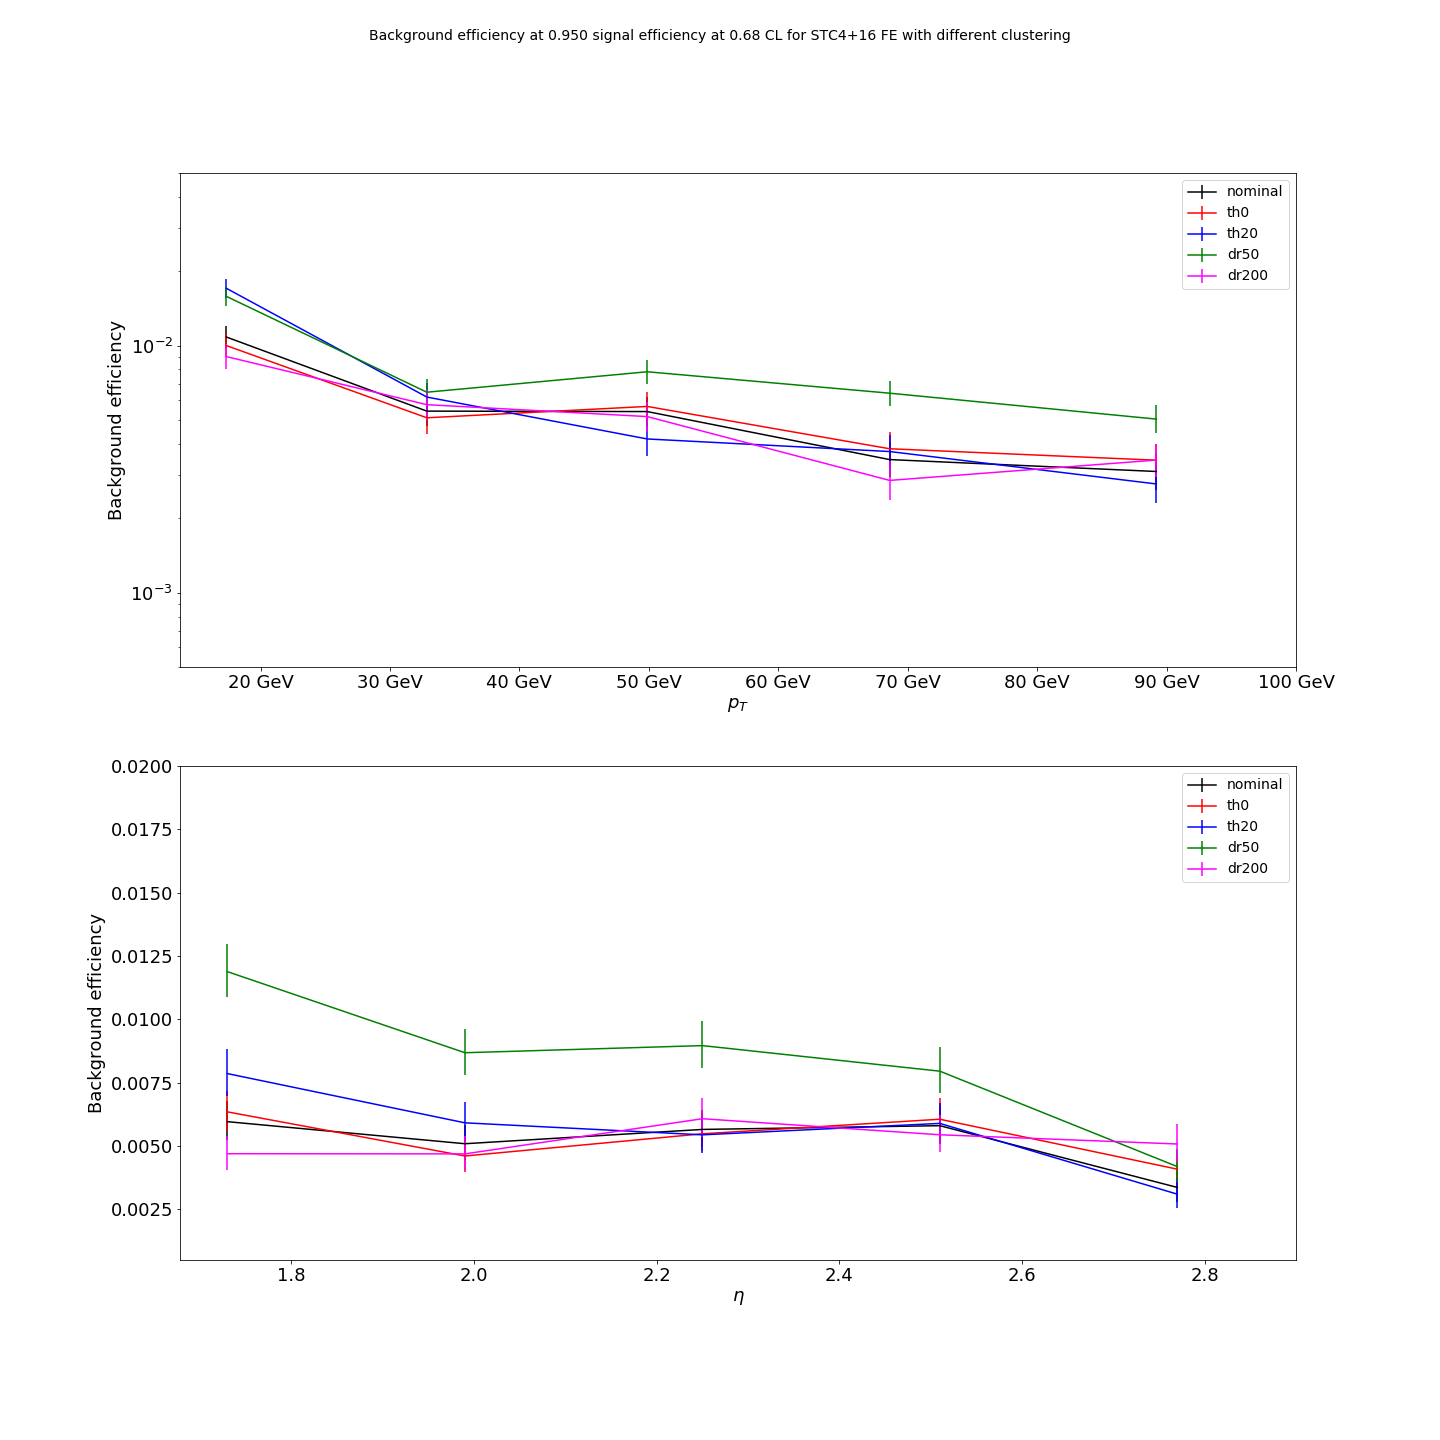 Background efficiency at 0.950 signal efficiency at 0.68 CL for STC4+16 FE with different clustering
nominal
th0
th20
dr50
dr200
Background efficiency
10⁻²
10⁻³
20 GeV 30 GeV 40 GeV 50 GeV 60 GeV 70 GeV 80 GeV 90 GeV 100 GeV
p_T
nominal
th0
th20
dr50
dr200
Background efficiency
0.0200
0.0175
0.0150
0.0125
0.0100
0.0075
0.0050
0.0025
1.8 2.0 2.2 2.4 2.6 2.8
η